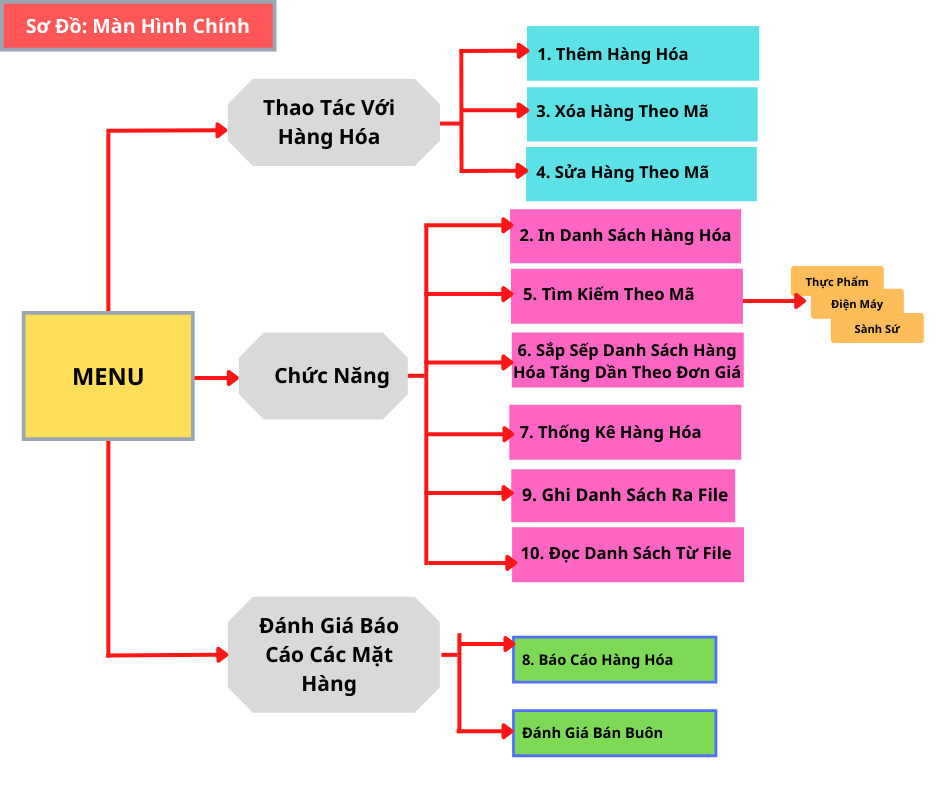 Sơ Đồ: Màn Hình Chính
MENU
Thao Tác Với
Hàng Hóa
1. Thêm Hàng Hóa
3. Xóa Hàng Theo Mã
4. Sửa Hàng Theo Mã
Chức Năng
2. In Danh Sách Hàng Hóa
5. Tìm Kiếm Theo Mã
Thực Phẩm
Điện Máy
Sành Sứ
6. Sắp Sếp Danh Sách Hàng
Hóa Tăng Dần Theo Đơn Giá
7. Thống Kê Hàng Hóa
9. Ghi Danh Sách Ra File
10. Đọc Danh Sách Từ File
Đánh Giá Báo
Cáo Các Mặt
Hàng
8. Báo Cáo Hàng Hóa
Đánh Giá Bán Buôn